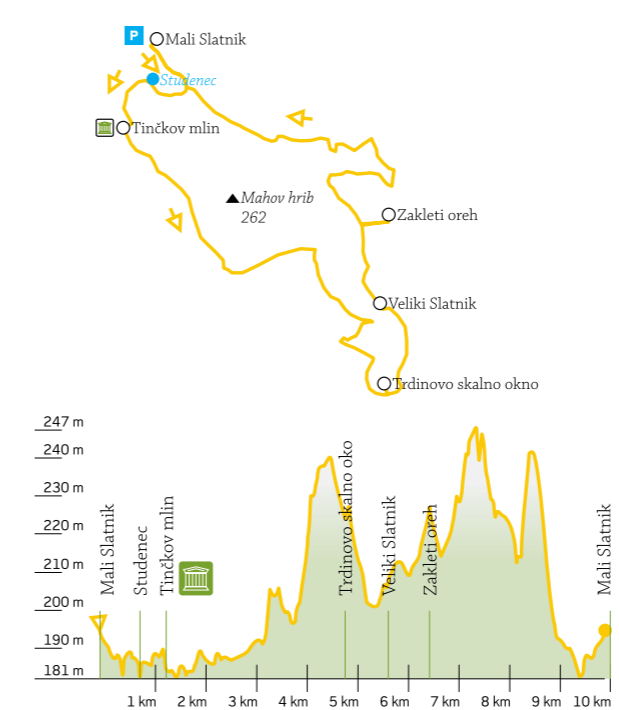 P
Mali Slatnik
Studenec
Tinčkov mlin
Mahov hrib
262
Zakleti oreh
Veliki Slatnik
Trdinovo skalno okno
247 m
240 m
230 m
220 m
210 m
200 m
190 m
181 m
Mali Slatnik
Studenec
Tinčkov mlin
Trdinovo skalno oko
Veliki Slatnik
Zakleti oreh
Mali Slatnik
1 km 2 km 3 km 4 km 5 km 6 km 7 km 8 km 9 km 10 km